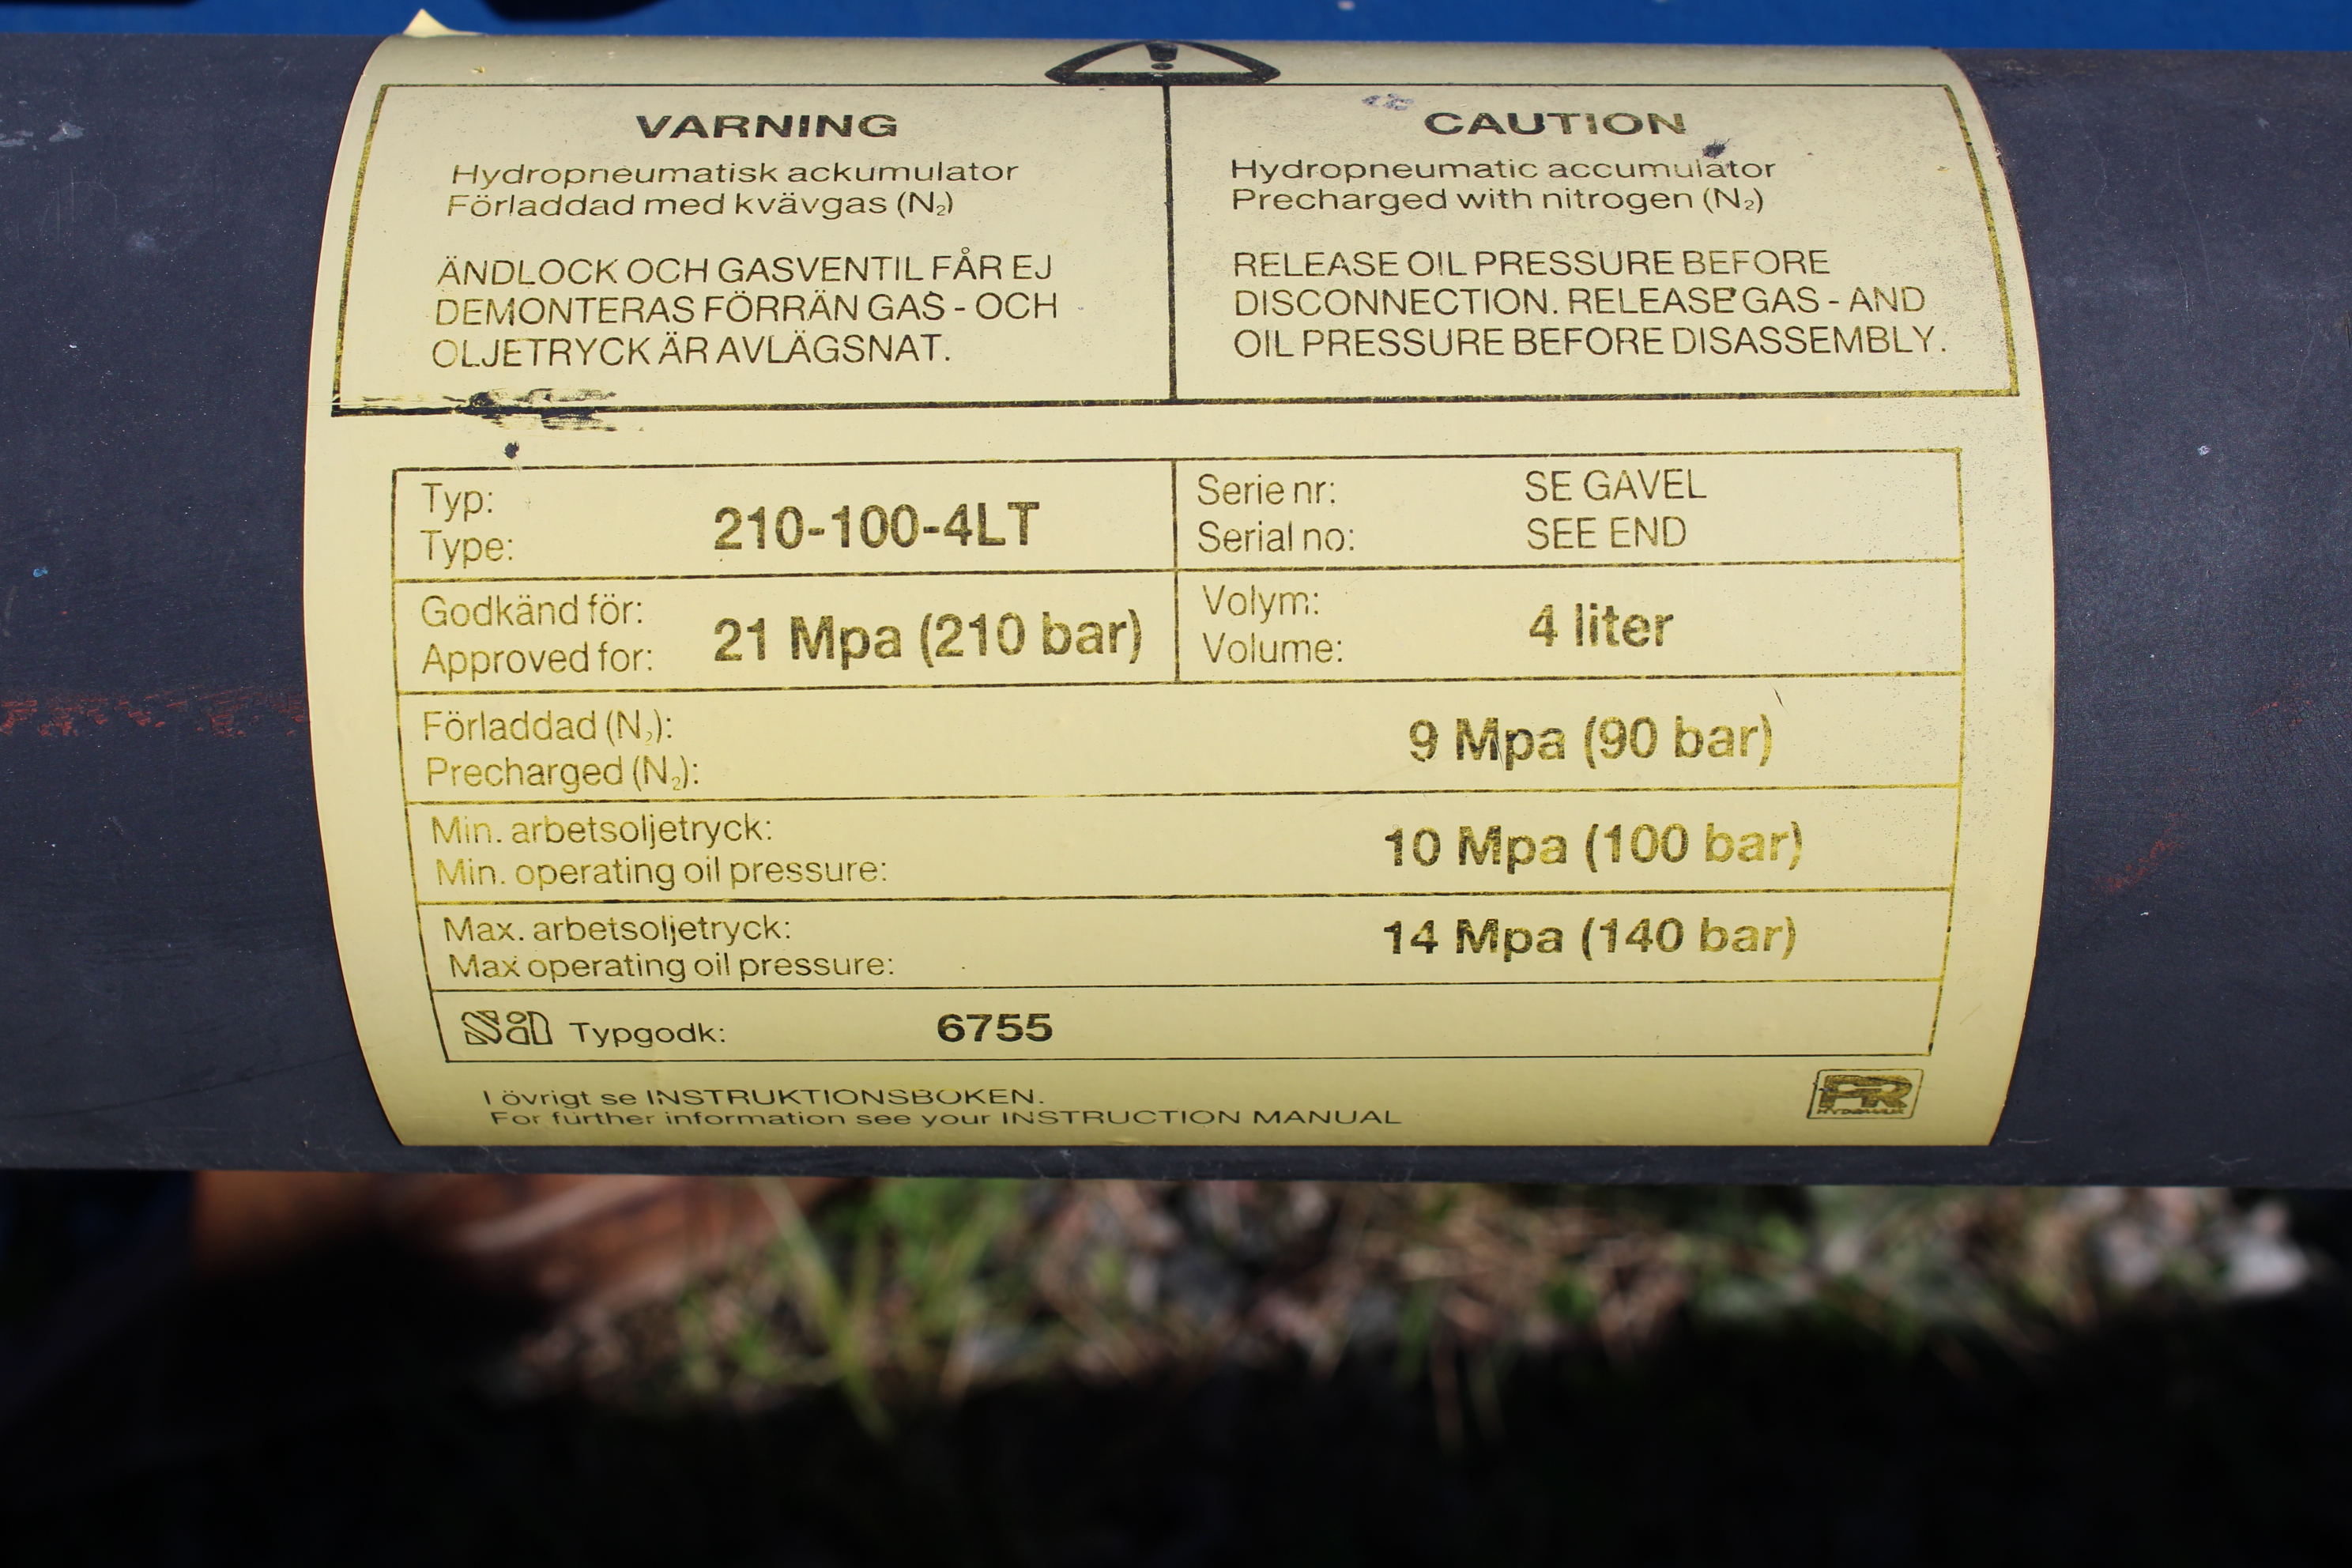 VARNING
Hydropneumatisk ackumulator
Förladdad med kvävgas (N₂)
ÄNDLOCK OCH GASVENTIL FÅR EJ
DEMONTERAS FÖRRÄN GAS - OCH
OLJETRYCK ÄR AVLÄGSNAT.
CAUTION
Hydropneumatic accumulator
Precharged with nitrogen (N₂)
RELEASE OIL PRESSURE BEFORE
DISCONNECTION. RELEASE GAS - AND
OIL PRESSURE BEFORE DISASSEMBLY.
Typ:
Type:
210-100-4LT
Serie nr: SE GAVEL
Serial no: SEE END
Godkänd för:
Approved for:
21 Mpa (210 bar)
Volym:
Volume:
4 liter
Förladdad (N₂):
Precharged (N₂):
9 Mpa (90 bar)
Min. arbetsoljetryck:
Min. operating oil pressure:
10 Mpa (100 bar)
Max. arbetsoljetryck:
Max operating oil pressure:
14 Mpa (140 bar)
SAD Typgodk: 6755
I övrigt se INSTRUKTIONSBOKEN.
For further information see your INSTRUCTION MANUAL
PR